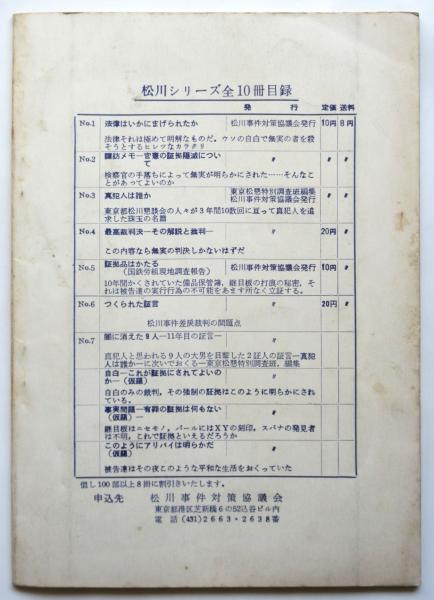 松川シリーズ全10冊目録
発　行　定価 送料
No.1 法律はいかにまげられたか 松川事件対策協議会発行 10円 8円
法律それは極めて明解なものだ。ウソの自白で無実の者を殺
そうとするヒレツなカラクリ
No.2 諏訪メモー官憲の証拠隠滅につい
て 〃 〃 〃
検察官の手落ちによって無実が明らかにされた……そんなこ
とがあってよいのか
No.3 真犯人は誰か 東京松懇特別調査班編集
松川事件対策協議会発行 〃 〃
東京都松川懇談会の人々が3年間10数回に亘って真犯人を追
求した珠玉の名篇
No.4 最高裁判決ーその解説と批判ー 〃 20円 〃
この内容なら無実の判決しかないはずだ
No.5 証拠品はかたる
(国鉄労組現地調査報告) 松川事件対策協議会発行 10円 〃
10年間かくされていた備品保管簿、継目板の打痕の秘密、そ
れは被告達の実行行為の不可能をあます所なく立証する。
No.6 つくられた証言 〃 20円 〃
松川事件差戻裁判の問題点
No.7 闇に消えた9人ー11年目の証言ー 〃
真犯人と思われる9人の大男を目撃した2証人の証言ー真犯
人は誰かーに次いでおくるー東京松懇特別調査班、編集
自白ーこれが証拠にされてよいの
かー(仮題)
自白のみの裁判、その強制の証拠はこのように明らかにされ
ている。
事実問題ー有罪の証拠は何もない
(仮題)ー
継目板はニセモノ、バールにはXYの刻印、スパナの発見者
は不明、これで証拠といえるだろうか
このようにアリバイは明らかだ
(仮題)
被告達はその夜このような平和な生活をおくっていた
但し100部以上8掛に割引きいたします。
申込先 松川事件対策協議会
東京都港区芝新橋6の52込谷ビル内
電話(431)2663・2638番